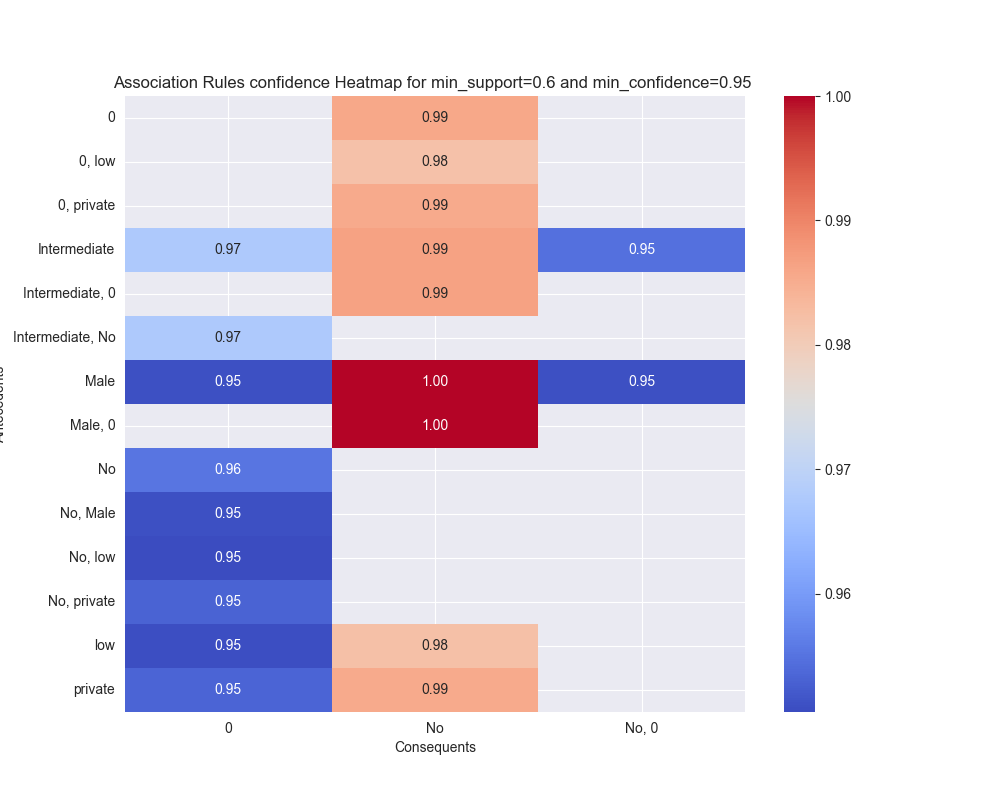 Association Rules confidence Heatmap for min_support=0.6 and min_confidence=0.95
0 0.99
0, low 0.98
0, private 0.99
Intermediate 0.97 0.99 0.95
Intermediate, 0 0.99
Intermediate, No 0.97
Male 0.95 1.00 0.95
Male, 0 1.00
No 0.96
No, Male 0.95
No, low 0.95
No, private 0.95
low 0.95 0.98
private 0.95 0.99
0 No No, 0
Consequents
1.00
0.99
0.98
0.97
0.96